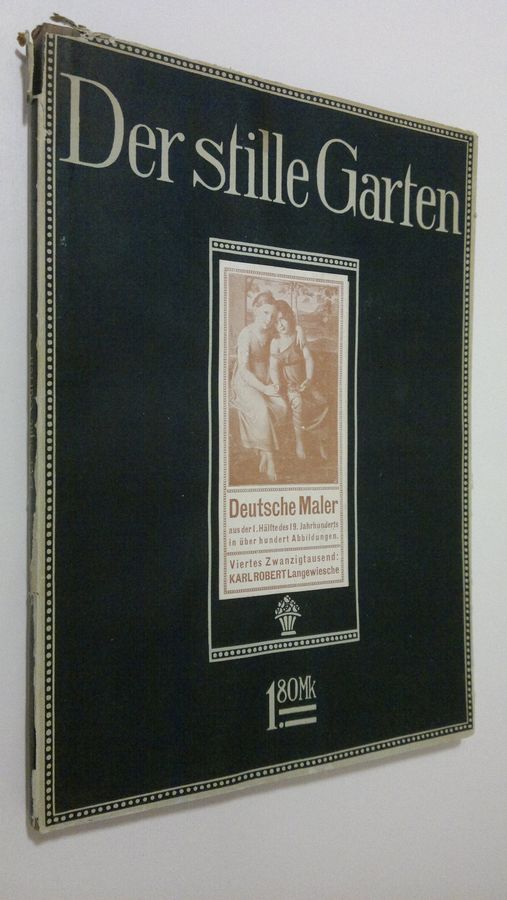 Der stille Garten
Deutsche Maler
aus der 1. Hälfte des 19. Jahrhunderts
in über hundert Abbildungen.
Viertes Zwanzigtausend:
KARL ROBERT Langewiesche
1.80 Mk